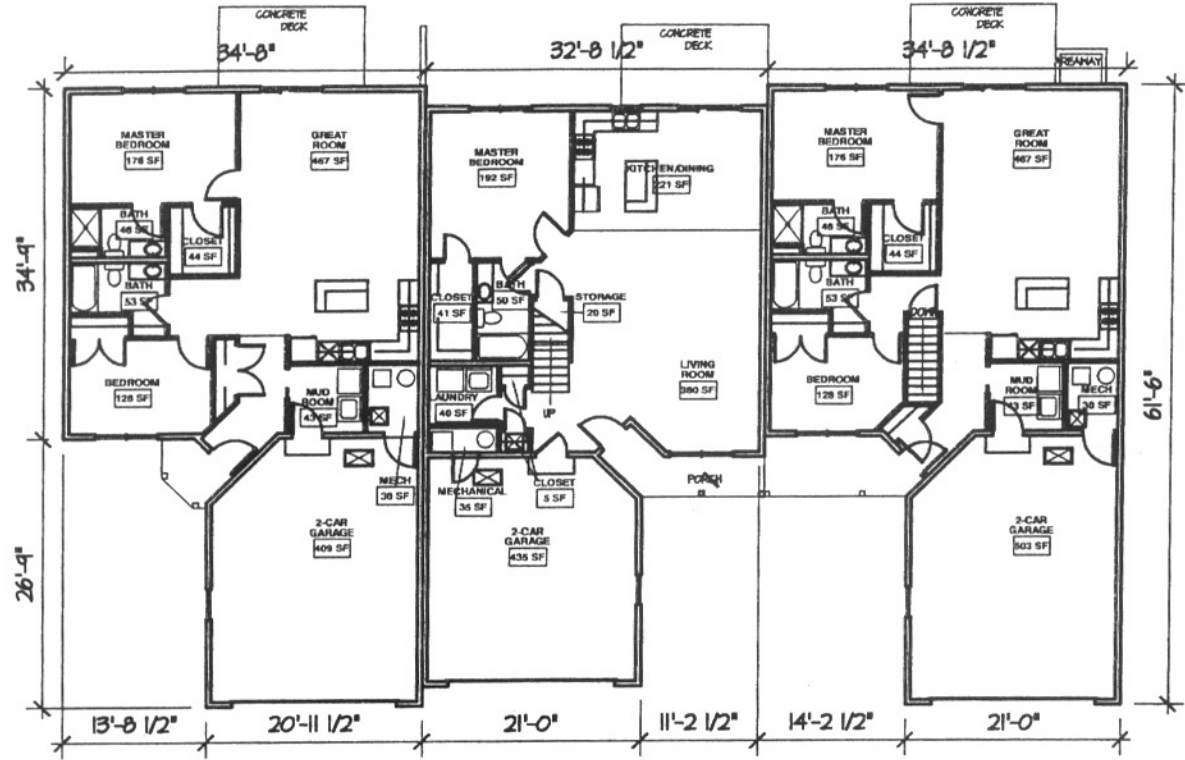 CONCRETE
DECK
CONCRETE
DECK
CONCRETE
DECK
34'-8"
32'-8 1/2"
34'-8 1/2"
MASTER
BEDROOM
176 SF
GREAT
ROOM
467 SF
BATH
46 SF
CLOSET
44 SF
BATH
53 SF
BEDROOM
128 SF
MUD
ROOM
43 SF
MECH
38 SF
2-CAR
GARAGE
409 SF
MASTER
BEDROOM
192 SF
KITCHEN/DINING
221 SF
CLOSET
41 SF
BATH
50 SF
STORAGE
20 SF
LIVING
ROOM
380 SF
LAUNDRY
40 SF
UP
MECHANICAL
35 SF
CLOSET
5 SF
PORCH
2-CAR
GARAGE
435 SF
MASTER
BEDROOM
176 SF
GREAT
ROOM
467 SF
BATH
46 SF
CLOSET
44 SF
BATH
53 SF
DOWN
BEDROOM
128 SF
MUD
ROOM
43 SF
MECH
30 SF
2-CAR
GARAGE
503 SF
34'-9"
26'-9"
61'-6"
13'-8 1/2"
20'-11 1/2"
21'-0"
11'-2 1/2"
14'-2 1/2"
21'-0"